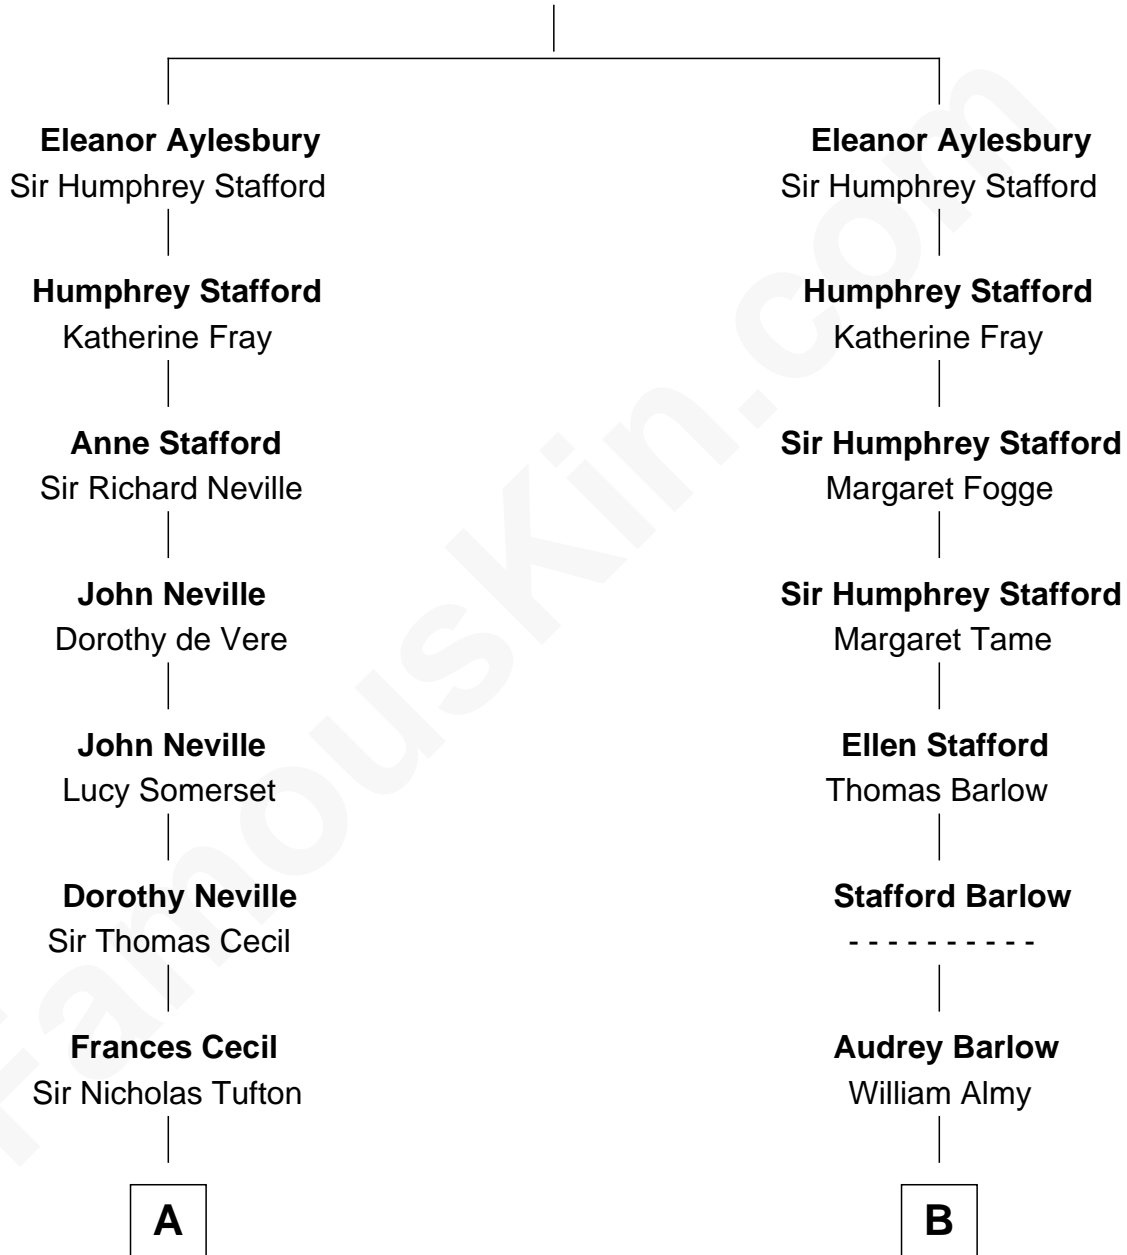 Eleanor Aylesbury
Sir Humphrey Stafford
Humphrey Stafford
Katherine Fray
Anne Stafford
Sir Richard Neville
John Neville
Dorothy de Vere
John Neville
Lucy Somerset
Dorothy Neville
Sir Thomas Cecil
Frances Cecil
Sir Nicholas Tufton
A
Eleanor Aylesbury
Sir Humphrey Stafford
Humphrey Stafford
Katherine Fray
Sir Humphrey Stafford
Margaret Fogge
Sir Humphrey Stafford
Margaret Tame
Ellen Stafford
Thomas Barlow
Stafford Barlow
- - - - - - - - - -
Audrey Barlow
William Almy
B
FamousKin.com